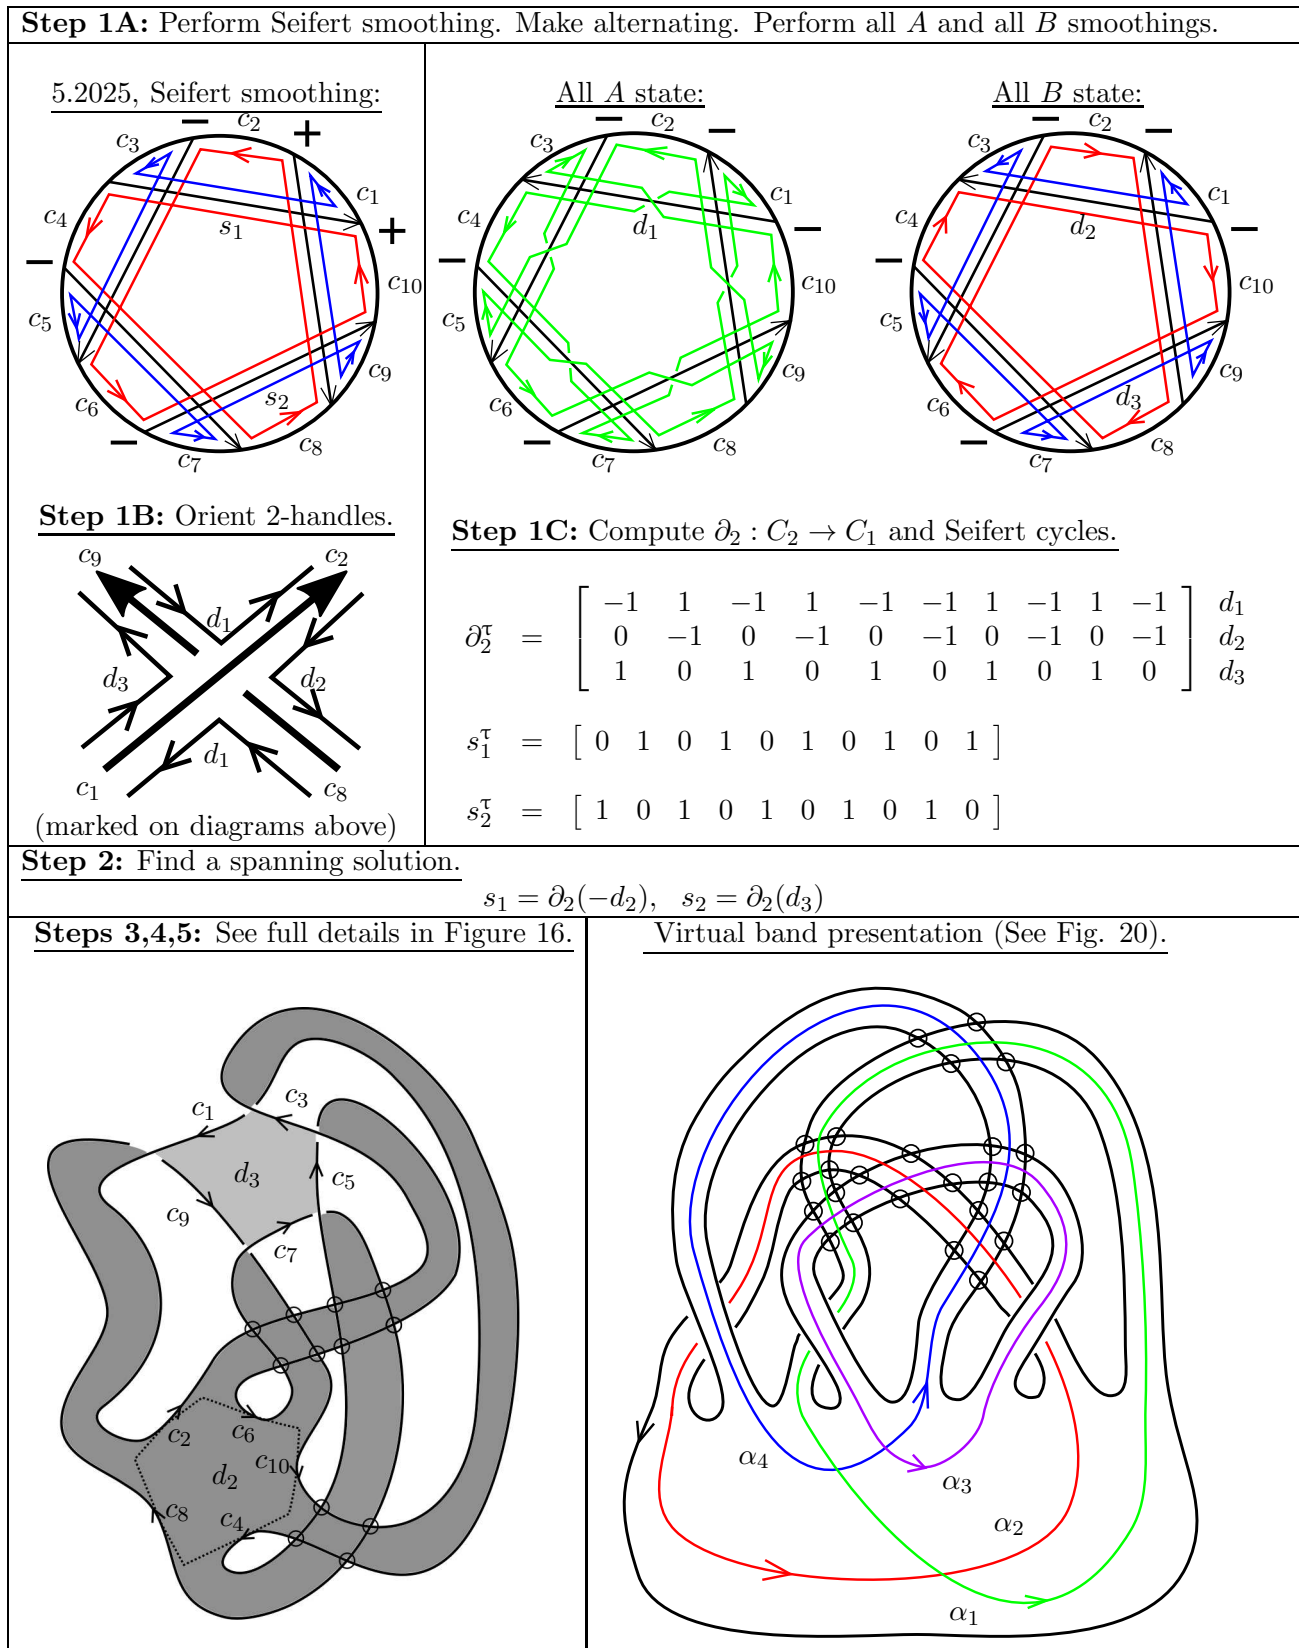 Step 1A: Perform Seifert smoothing. Make alternating. Perform all A and all B smoothings.
5.2025, Seifert smoothing:
− c2 +
c3
c1
c4 s1 +
−
c10
c5
c9
c6 s2
−
c8
c7
All A state:
− c2 −
c3
c1
c4 d1 −
−
c10
c5
c9
c6
−
c8
c7
All B state:
− c2 −
c3
c1
c4 d2 −
−
c10
c5
c9
c6 d3
−
c8
c7
Step 1B: Orient 2-handles.
c9 c2
d1
d3 d2
d1
c1 c8
(marked on diagrams above)
Step 1C: Compute ∂2 : C2 → C1 and Seifert cycles.
∂2^τ = [ −1 1 −1 1 −1 −1 1 −1 1 −1 ] d1
0 −1 0 −1 0 −1 0 −1 0 −1 d2
1 0 1 0 1 0 1 0 1 0 d3
s1^τ = [ 0 1 0 1 0 1 0 1 0 1 ]
s2^τ = [ 1 0 1 0 1 0 1 0 1 0 ]
Step 2: Find a spanning solution.
s1 = ∂2(−d2), s2 = ∂2(d3)
Steps 3,4,5: See full details in Figure 16.
c1 c3
d3
c5
c9
c7
c2 c6
c10
d2
c8 c4
Virtual band presentation (See Fig. 20).
α4
α3
α2
α1